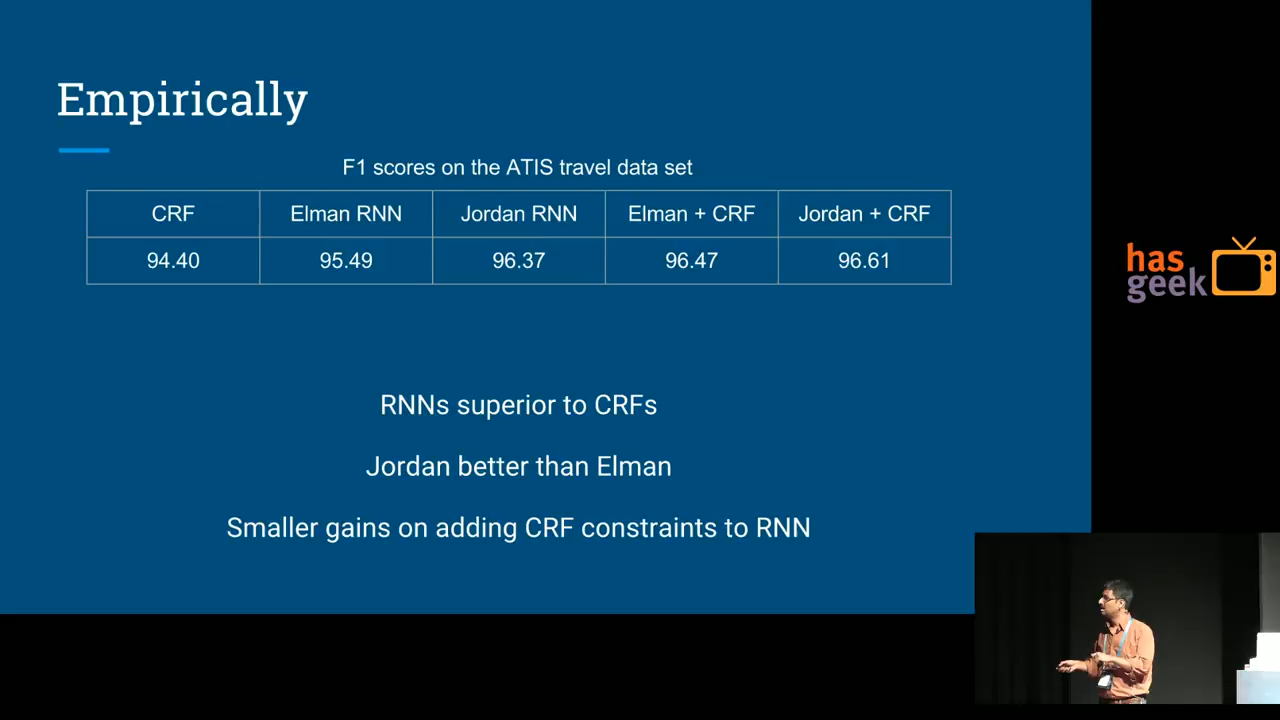 Empirically
F1 scores on the ATIS travel data set
CRF Elman RNN Jordan RNN Elman + CRF Jordan + CRF
94.40 95.49 96.37 96.47 96.61
RNNs superior to CRFs
Jordan better than Elman
Smaller gains on adding CRF constraints to RNN
has
geek